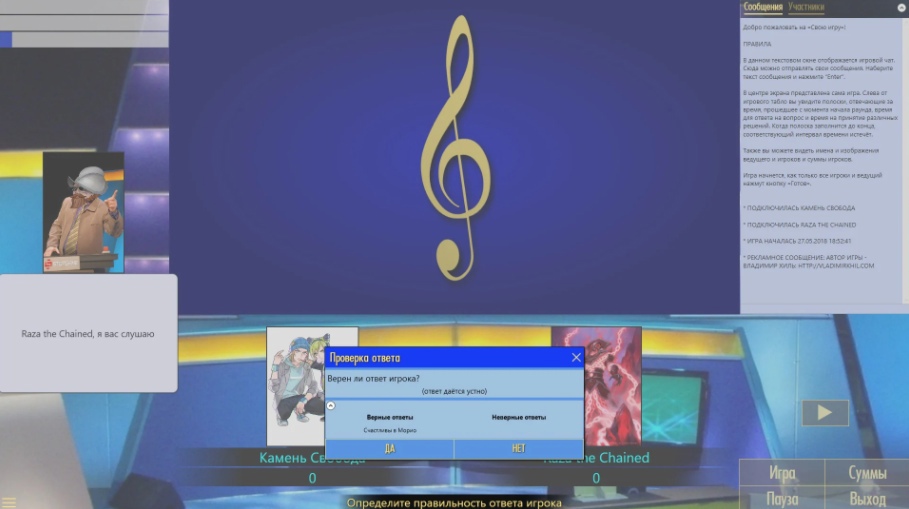 Сообщения Участники
Добро пожаловать на «Свою игру»!
ПРАВИЛА
В данном текстовом окне отображается игровой чат.
Сюда можно отправлять свои сообщения. Наберите
текст сообщения и нажмите "Enter".
В центре экрана представлена сама игра. Слева от
игрового табло вы увидите полоски, отвечающие за
время, прошедшее с момента начала раунда, время
для ответа на вопрос и время на принятие различных
решений. Когда полоска заполнится до конца,
соответствующий интервал времени истечёт.
Также вы можете видеть имена и изображения
ведущего и игроков и суммы игроков.
Игра начнется, как только все игроки и ведущий
нажмут кнопку «Готов».
* ПОДКЛЮЧИЛАСЬ КАМЕНЬ СВОБОДА
* ПОДКЛЮЧИЛАСЬ RAZA THE CHAINED
* ИГРА НАЧАЛАСЬ 27.05.2018 18:52:41
* РЕКЛАМНОЕ СООБЩЕНИЕ: АВТОР ИГРЫ -
ВЛАДИМИР ХИЛЬ: HTTP://VLADIMIRKHIL.COM
Raza the Chained, я вас слушаю
Проверка ответа
Верен ли ответ игрока?
(ответ даётся устно)
Верные ответы Неверные ответы
Счастливы в Марио
ДА НЕТ
Камень Свобода Raza the Chained
0 0
Определите правильность ответа игрока
Игра Суммы
Пауза Выход